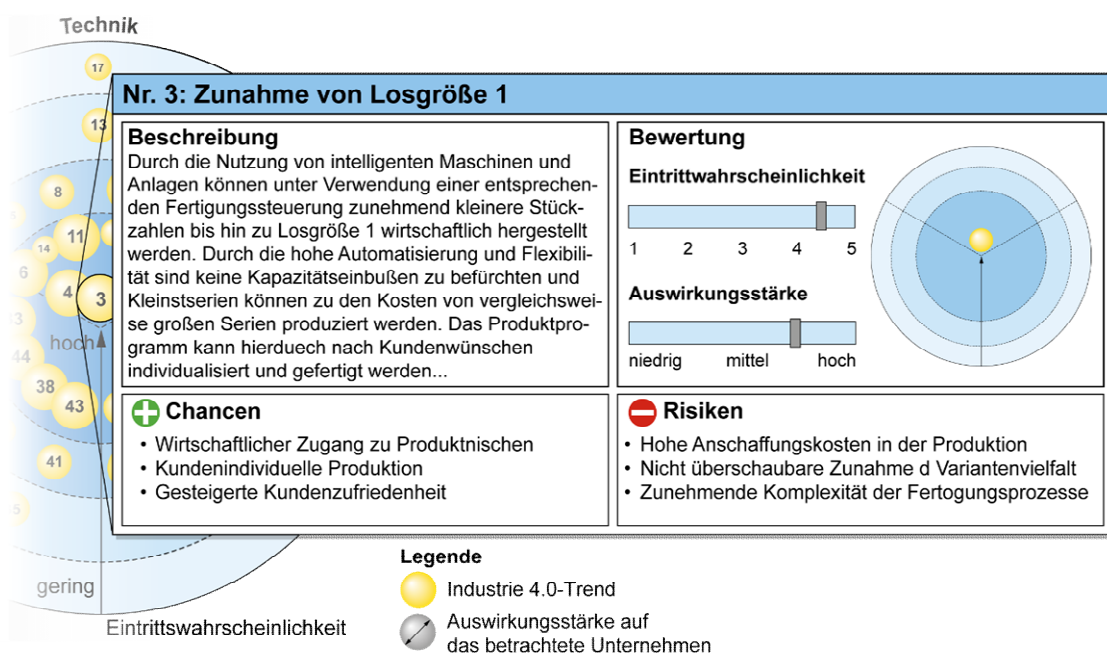 Technik
17
13
8
14
11
6
4
3
hoch
44
38
43
41
gering
Eintrittswahrscheinlichkeit
Nr. 3: Zunahme von Losgröße 1
Beschreibung
Durch die Nutzung von intelligenten Maschinen und
Anlagen können unter Verwendung einer entsprechen-
den Fertigungssteuerung zunehmend kleinere Stück-
zahlen bis hin zu Losgröße 1 wirtschaftlich hergestellt
werden. Durch die hohe Automatisierung und Flexibili-
tät sind keine Kapazitätseinbußen zu befürchten und
Kleinstserien können zu den Kosten von vergleichswei-
se großen Serien produziert werden. Das Produktpro-
gramm kann hierduech nach Kundenwünschen
individualisiert und gefertigt werden...
Bewertung
Eintrittwahrscheinlichkeit
1 2 3 4 5
Auswirkungsstärke
niedrig mittel hoch
Chancen
• Wirtschaftlicher Zugang zu Produktnischen
• Kundenindividuelle Produktion
• Gesteigerte Kundenzufriedenheit
Risiken
• Hohe Anschaffungskosten in der Produktion
• Nicht überschaubare Zunahme d Variantenvielfalt
• Zunehmende Komplexität der Fertogungsprozesse
Legende
Industrie 4.0-Trend
Auswirkungsstärke auf
das betrachtete Unternehmen